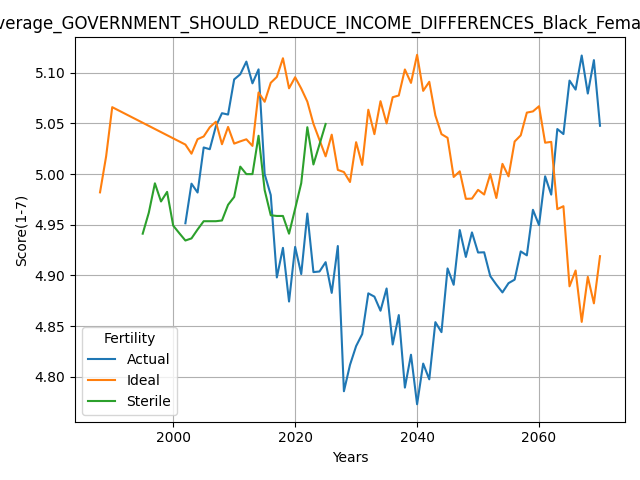 verage_GOVERNMENT_SHOULD_REDUCE_INCOME_DIFFERENCES_Black_Fema
5.10
5.05
5.00
4.95
4.90
4.85
4.80
Score(1-7)
Fertility
Actual
Ideal
Sterile
2000 2020 2040 2060
Years